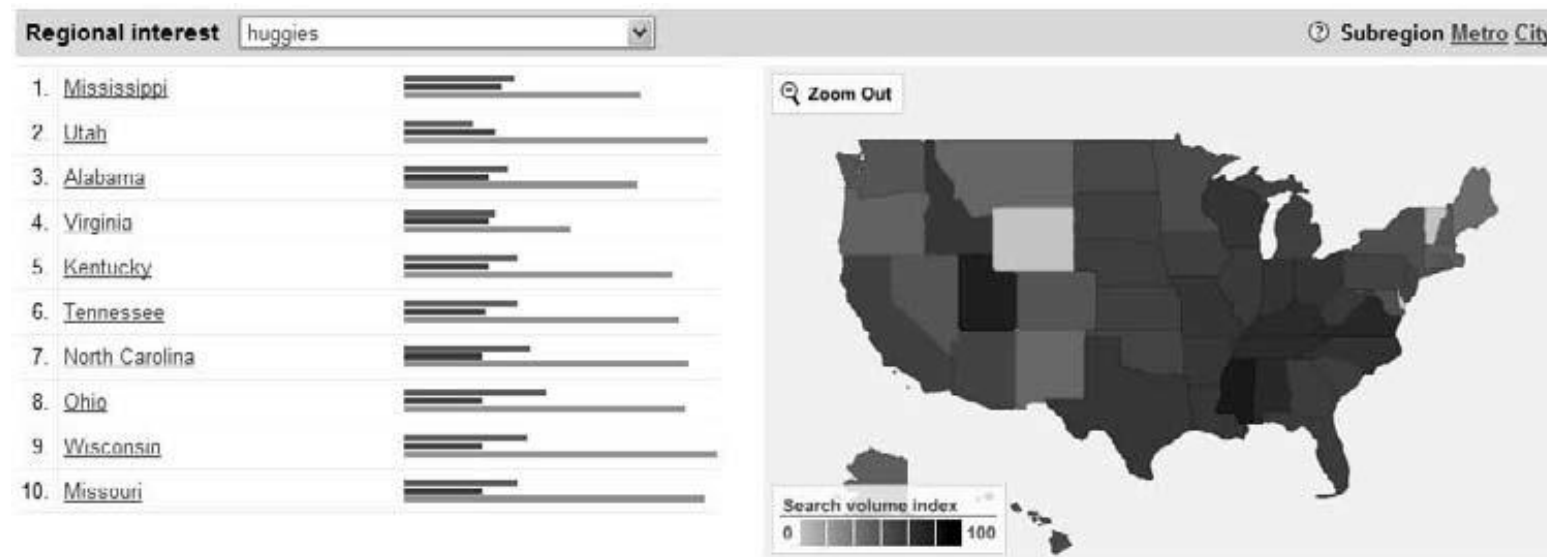 Regional interest huggies Subregion Metro City
1. Mississippi
2. Utah
3. Alabama
4. Virginia
5. Kentucky
6. Tennessee
7. North Carolina
8. Ohio
9. Wisconsin
10. Missouri
Zoom Out
Search volume index
0 100